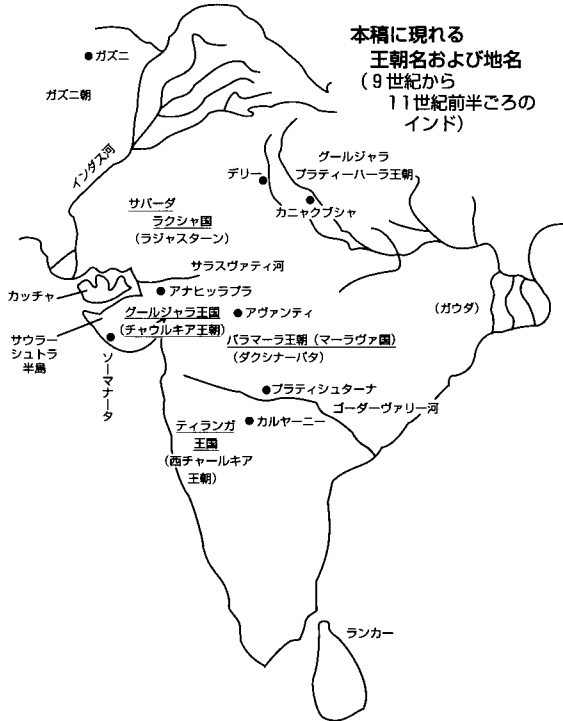 本稿に現れる
王朝名および地名
(9世紀から
11世紀前半ごろの
インド)
ガズニ
ガズニ朝
インダス河
グールジャラ
プラティーハーラ王朝
デリー
カニャクブジャ
サパーダ
ラクシャ国
(ラジャスターン)
サラスヴァティ河
カッチャ
アナヒッラプラ
グールジャラ王国
(チャウルキア王朝)
アヴァンティ
(ガウダ)
サウラー
シュトラ
半島
ソーマナータ
パラマーラ王朝(マーラヴァ国)
(ダクシナーパタ)
プラティシュターナ
ゴーダーヴァリー河
ティランガ
王国
(西チャールキア
王朝)
カルヤーニー
ランカー